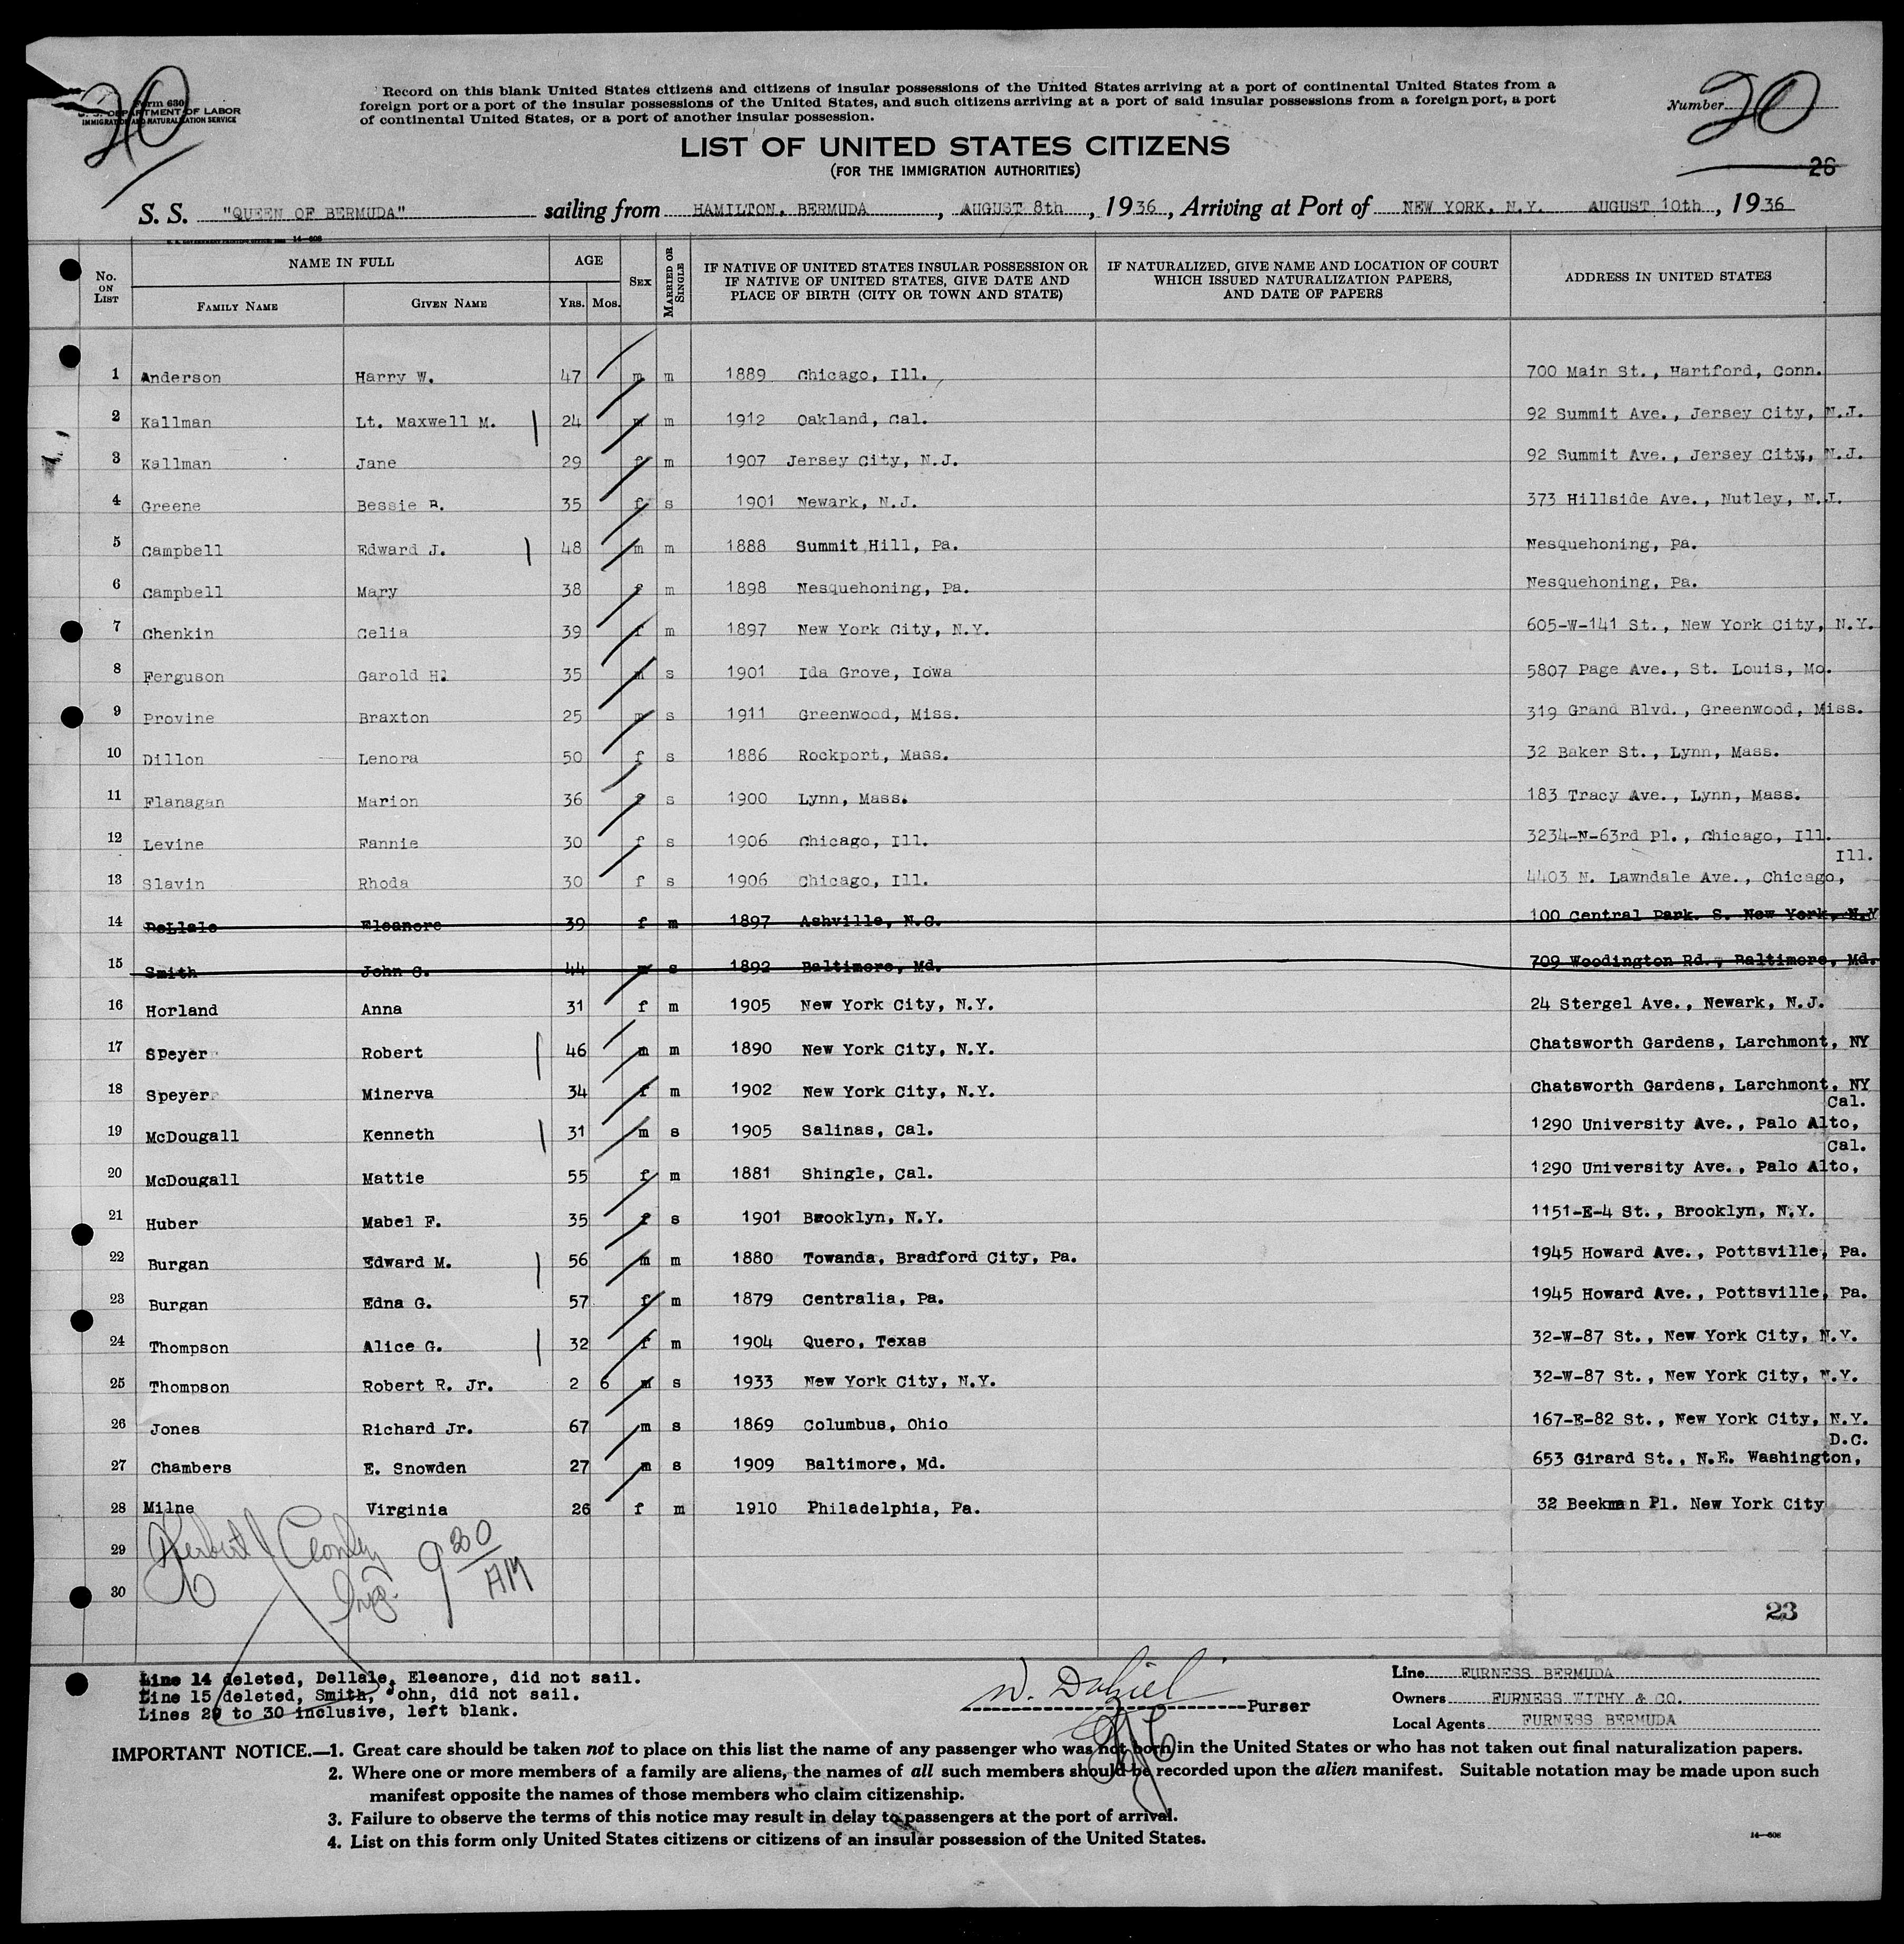 20
Form 630
U. S. DEPARTMENT OF LABOR
IMMIGRATION AND NATURALIZATION SERVICE
Record on this blank United States citizens and citizens of insular possessions of the United States arriving at a port of continental United States from a
foreign port or a port of the insular possessions of the United States, and such citizens arriving at a port of said insular possessions from a foreign port, a port
of continental United States, or a port of another insular possession.
Number 20
26
LIST OF UNITED STATES CITIZENS
(FOR THE IMMIGRATION AUTHORITIES)
S. S. "QUEEN OF BERMUDA" sailing from HAMILTON, BERMUDA, AUGUST 8th, 1936, Arriving at Port of NEW YORK, N.Y. AUGUST 10th, 1936
14-608
No. ON LIST NAME IN FULL FAMILY NAME GIVEN NAME AGE YRS. MOS. SEX MARRIED OR SINGLE IF NATIVE OF UNITED STATES INSULAR POSSESSION OR IF NATIVE OF UNITED STATES, GIVE DATE AND PLACE OF BIRTH (CITY OR TOWN AND STATE) IF NATURALIZED, GIVE NAME AND LOCATION OF COURT WHICH ISSUED NATURALIZATION PAPERS, AND DATE OF PAPERS ADDRESS IN UNITED STATES
1 Anderson Harry W. 47 m m 1889 Chicago, Ill. 700 Main St., Hartford, Conn.
2 Kallman Lt. Maxwell M. 24 m m 1912 Oakland, Cal. 92 Summit Ave., Jersey City, N.J.
3 Kallman Jane 29 f m 1907 Jersey City, N.J. 92 Summit Ave., Jersey City, N.J.
4 Greene Bessie B. 35 f s 1901 Newark, N.J. 373 Hillside Ave., Nutley, N.J.
5 Campbell Edward J. 48 m m 1888 Summit Hill, Pa. Nesquehoning, Pa.
6 Campbell Mary 38 f m 1898 Nesquehoning, Pa. Nesquehoning, Pa.
7 Chenkin Celia 39 f m 1897 New York City, N.Y. 605-W-141 St., New York City, N.Y.
8 Ferguson Garold H. 35 m s 1901 Ida Grove, Iowa 5807 Page Ave., St. Louis, Mo.
9 Provine Braxton 25 m s 1911 Greenwood, Miss. 319 Grand Blvd., Greenwood, Miss.
10 Dillon Lenora 50 f s 1886 Rockport, Mass. 32 Baker St., Lynn, Mass.
11 Flanagan Marion 36 f s 1900 Lynn, Mass. 183 Tracy Ave., Lynn, Mass.
12 Levine Fannie 30 f s 1906 Chicago, Ill. 3234-N-63rd Pl., Chicago, Ill.
13 Slavin Rhoda 30 f s 1906 Chicago, Ill. 4403 N. Lawndale Ave., Chicago, Ill.
14 DeLlale Eleanore 39 f m 1897 Ashville, N.C. 100 Central Park. S. New York, N.Y
15 Smith John C. 44 m s 1892 Baltimore, Md. 709 Woodington Rd., Baltimore, Md.
16 Horland Anna 31 f m 1905 New York City, N.Y. 24 Stergel Ave., Newark, N.J.
17 Speyer Robert 46 m m 1890 New York City, N.Y. Chatsworth Gardens, Larchmont, NY
18 Speyer Minerva 34 f m 1902 New York City, N.Y. Chatsworth Gardens, Larchmont, NY
19 McDougall Kenneth 31 m s 1905 Salinas, Cal. 1290 University Ave., Palo Alto, Cal.
20 McDougall Mattie 55 f m 1881 Shingle, Cal. 1290 University Ave., Palo Alto, Cal.
21 Huber Mabel F. 35 f s 1901 Brooklyn, N.Y. 1151-E-4 St., Brooklyn, N.Y.
22 Burgan Edward M. 56 m m 1880 Towanda, Bradford City, Pa. 1945 Howard Ave., Pottsville, Pa.
23 Burgan Edna G. 57 f m 1879 Centralia, Pa. 1945 Howard Ave., Pottsville, Pa.
24 Thompson Alice G. 32 f m 1904 Quero, Texas 32-W-87 St., New York City, N.Y.
25 Thompson Robert R. Jr. 2 6 m s 1933 New York City, N.Y. 32-W-87 St., New York City, N.Y.
26 Jones Richard Jr. 67 m s 1869 Columbus, Ohio 167-E-82 St., New York City, N.Y.
27 Chambers E. Snowden 27 m s 1909 Baltimore, Md. 653 Girard St., N.E. Washington, D.C.
28 Milne Virginia 26 f m 1910 Philadelphia, Pa. 32 Beekman Pl. New York City
29 Herbert
30 Insp. 9 20 AM
23
Line 14 deleted, Dellale, Eleanore, did not sail.
Line 15 deleted, Smith, John, did not sail.
Lines 29 to 30 inclusive, left blank.
Purser
Line FURNESS BERMUDA
Owners FURNESS WITHY & CO.
Local Agents FURNESS BERMUDA
IMPORTANT NOTICE.—1. Great care should be taken not to place on this list the name of any passenger who was not born in the United States or who has not taken out final naturalization papers.
2. Where one or more members of a family are aliens, the names of all such members should be recorded upon the alien manifest. Suitable notation may be made upon such
manifest opposite the names of those members who claim citizenship.
3. Failure to observe the terms of this notice may result in delay to passengers at the port of arrival.
4. List on this form only United States citizens or citizens of an insular possession of the United States.
14-608